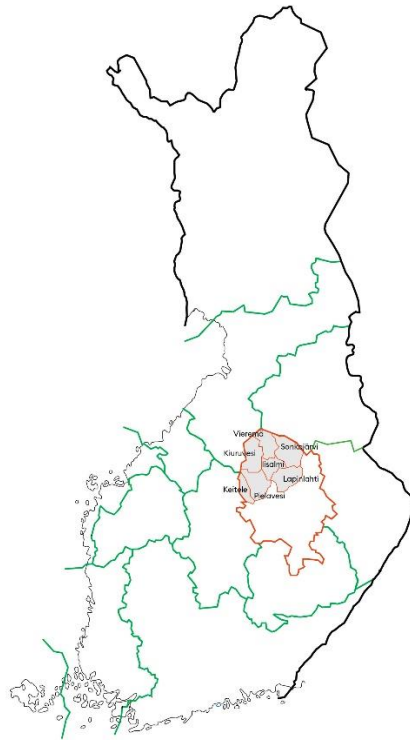 Vieremä
Sonkajärvi
Kiuruvesi
Iisalmi
Lapinlahti
Keitele
Pielavesi